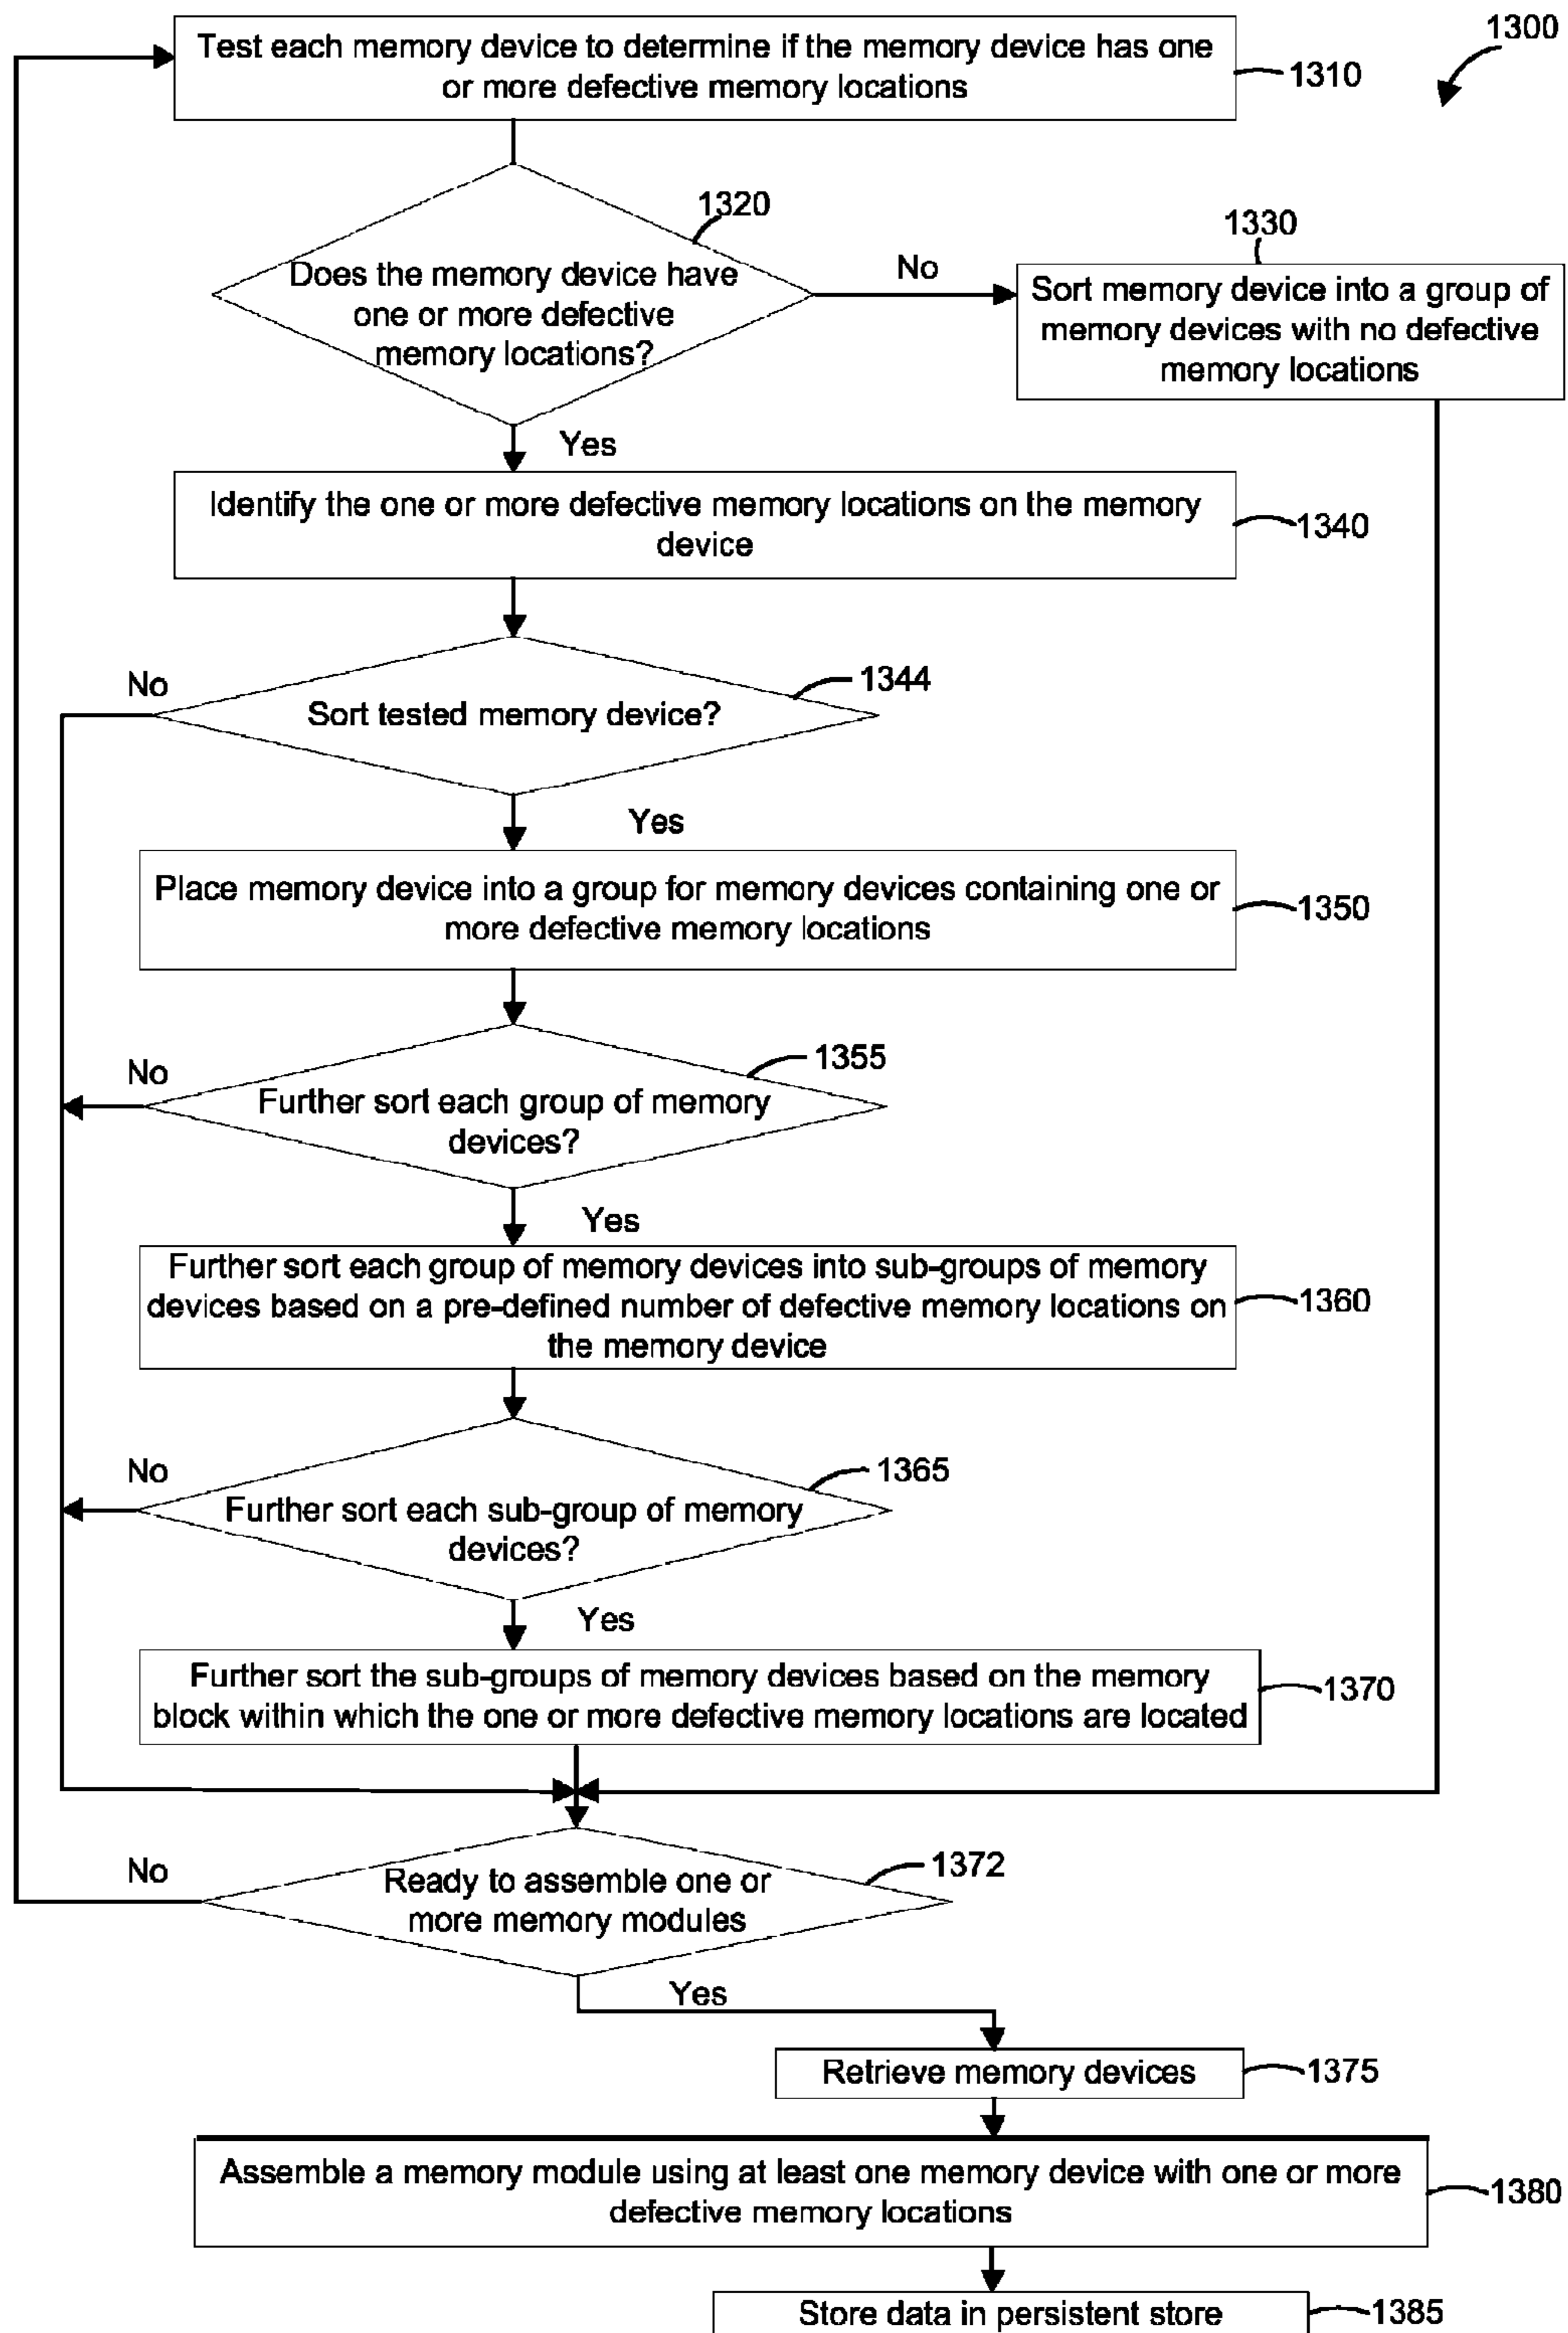 1300
Test each memory device to determine if the memory device has one
or more defective memory locations
1310
1320
Does the memory device have
one or more defective
memory locations?
No
1330
Sort memory device into a group of
memory devices with no defective
memory locations
Yes
Identify the one or more defective memory locations on the memory
device
1340
No
1344
Sort tested memory device?
Yes
Place memory device into a group for memory devices containing one or
more defective memory locations
1350
No
1355
Further sort each group of memory
devices?
Yes
Further sort each group of memory devices into sub-groups of memory
devices based on a pre-defined number of defective memory locations on
the memory device
1360
No
1365
Further sort each sub-group of memory
devices?
Yes
Further sort the sub-groups of memory devices based on the memory
block within which the one or more defective memory locations are located
1370
No
1372
Ready to assemble one or
more memory modules
Yes
Retrieve memory devices
1375
Assemble a memory module using at least one memory device with one or more
defective memory locations
1380
Store data in persistent store
1385